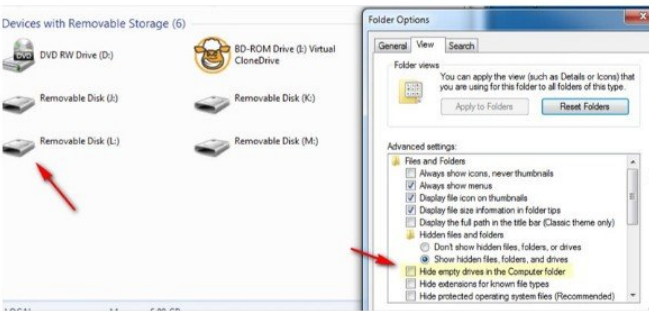 Devices with Removable Storage (6)
DVD RW Drive (D:)
BD-ROM Drive (I:) Virtual
CloneDrive
Removable Disk (J:)
Removable Disk (K:)
Removable Disk (L:)
Removable Disk (M:)
Folder Options
General
View
Search
Folder views
You can apply the view (such as Details or Icons) that
you are using for this folder to all folders of this type.
Apply to Folders
Reset Folders
Advanced settings:
Files and Folders
Always show icons, never thumbnails
Always show menus
Display file icon on thumbnails
Display file size information in folder tips
Display the full path in the title bar (Classic theme only)
Hidden files and folders
Don't show hidden files, folders, or drives
Show hidden files, folders, and drives
Hide empty drives in the Computer folder
Hide extensions for known file types
Hide protected operating system files (Recommended)